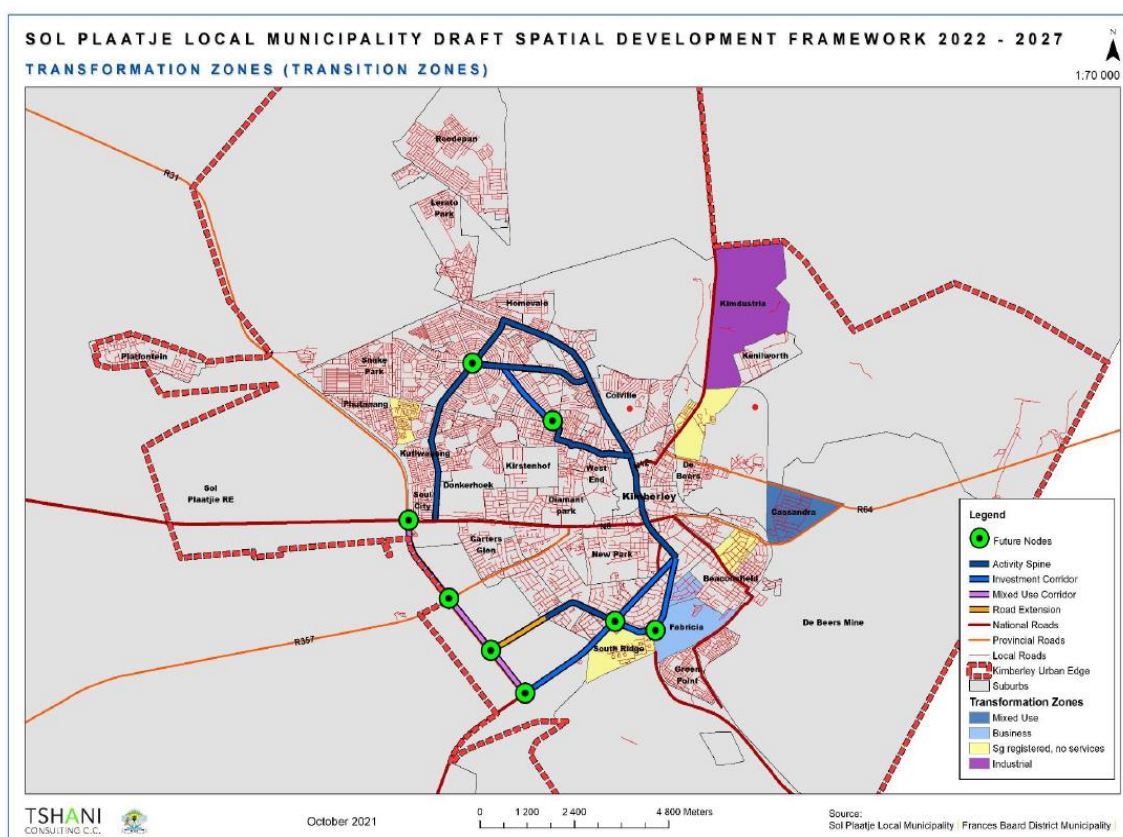 SOL PLAATJE LOCAL MUNICIPALITY DRAFT SPATIAL DEVELOPMENT FRAMEWORK 2022 - 2027
TRANSFORMATION ZONES (TRANSITION ZONES)
N
1:70 000
Roodepan
R31
Lerato
Park
Homevale
Kimdustria
Kenilworth
Platfontein
Snake
Park
Phutanang
Colville
Kutlwanong
Kirstenhof
West
End
De
Beers
Sol
Plaatjie RE
Soul
City
Donkerhoek
Diamant
park
Kimberley
Cassandra
R64
N8
Carters
Glen
New Park
Beaconsfield
R357
Fabricia
De Beers Mine
South Ridge
Green
Point
Legend
Future Nodes
Activity Spine
Investment Corridor
Mixed Use Corridor
Road Extension
National Roads
Provincial Roads
Local Roads
Kimberley Urban Edge
Suburbs
Transformation Zones
Mixed Use
Business
Sg registered, no services
Industrial
TSHANI
CONSULTING C.C.
October 2021
0 1 200 2 400 4 800 Meters
Source:
Sol Plaatje Local Municipality | Frances Baard District Municipality |